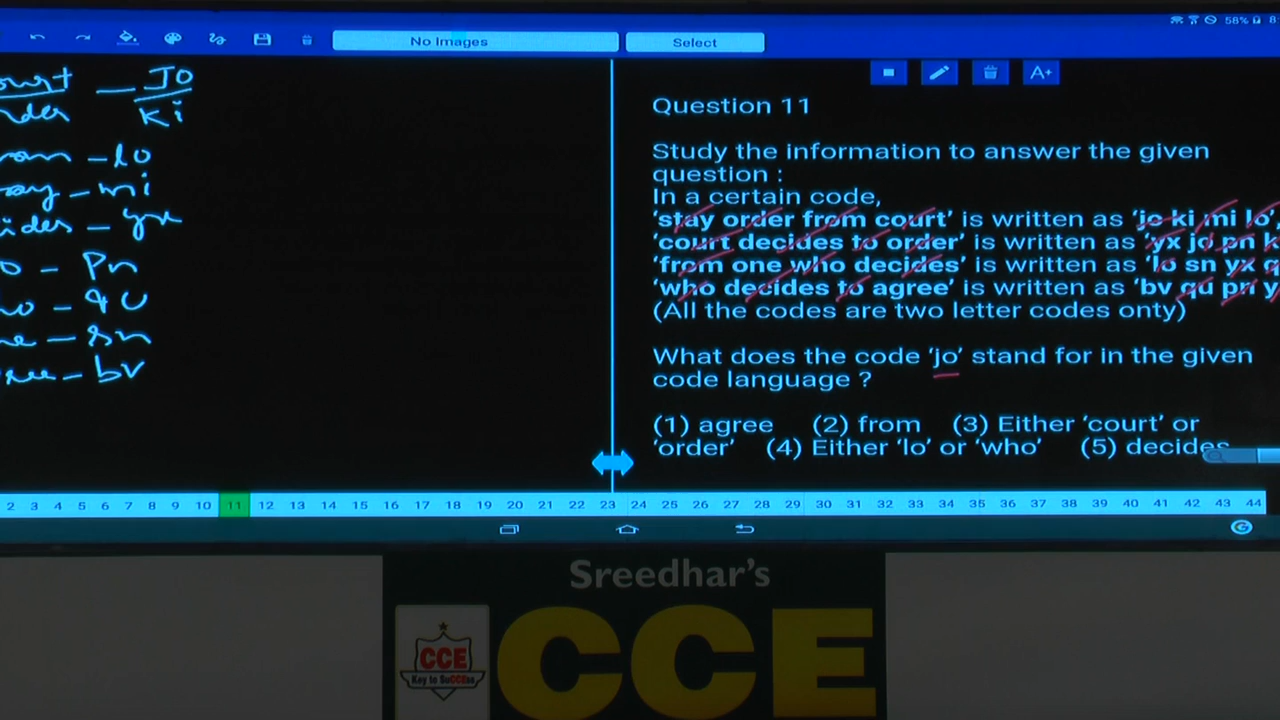 58% 8
No Images
Select
A+
Jo
Ki
lo
mi
yx
Pn
qu
sn
bv
Question 11
Study the information to answer the given
question :
In a certain code,
'stay order from court' is written as 'jo ki mi lo',
'court decides to order' is written as 'yx jo pn k
'from one who decides' is written as 'lo sn yx q
'who decides to agree' is written as 'bv qu pn y
(All the codes are two letter codes only)
What does the code 'jo' stand for in the given
code language ?
(1) agree (2) from (3) Either 'court' or
'order' (4) Either 'lo' or 'who' (5) decides
2 3 4 5 6 7 8 9 10 11 12 13 14 15 16 17 18 19 20 21 22 23 24 25 26 27 28 29 30 31 32 33 34 35 36 37 38 39 40 41 42 43 44
Sreedhar's
CCE
CCE
Key to SuCCEss